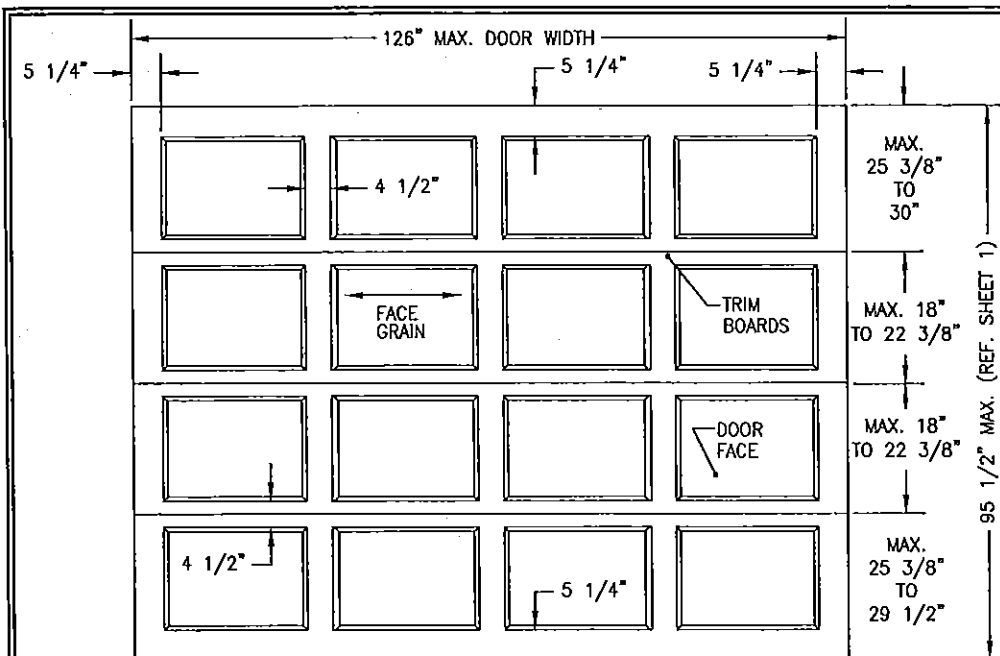 126" MAX. DOOR WIDTH
5 1/4"
5 1/4"
5 1/4"
MAX.
25 3/8"
TO
30"
4 1/2"
FACE
GRAIN
TRIM
BOARDS
MAX. 18"
TO 22 3/8"
DOOR
FACE
MAX. 18"
TO 22 3/8"
95 1/2" MAX. (REF. SHEET 1)
4 1/2"
5 1/4"
MAX.
25 3/8"
TO
29 1/2"